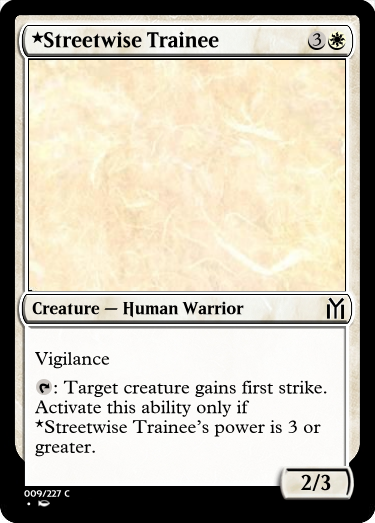 ★Streetwise Trainee 3
Creature — Human Warrior
Vigilance
: Target creature gains first strike.
Activate this ability only if
*Streetwise Trainee's power is 3 or
greater.
2/3
009/227 C